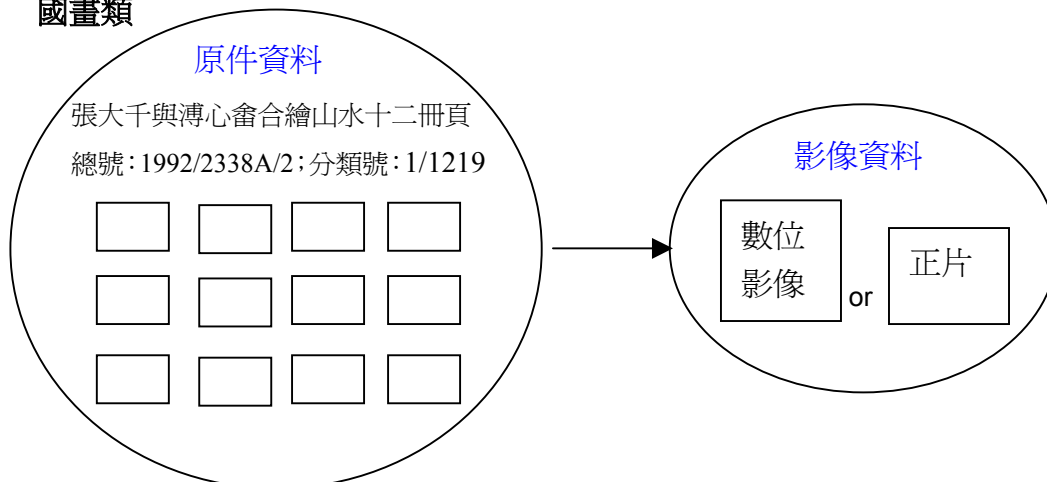 國畫類
原件資料
張大千與溥心畬合繪山水十二冊頁
總號：1992/2338A/2；分類號：1/1219
影像資料
數位
影像
or
正片